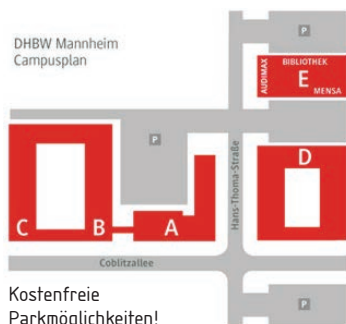 DHBW Mannheim
Campusplan
P
BIBLIOTHEK
AUDIMAX
E
MENSA
P
D
Hans-Thoma-Straße
C
B
A
Coblitzallee
Kostenfreie
Parkmöglichkeiten!
P